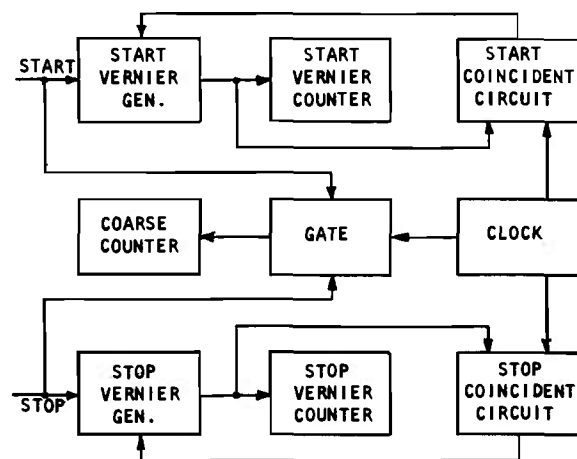 START
START
VERNIER
GEN.
START
VERNIER
COUNTER
START
COINCIDENT
CIRCUIT
COARSE
COUNTER
GATE
CLOCK
STOP
STOP
VERNIER
GEN.
STOP
VERNIER
COUNTER
STOP
COINCIDENT
CIRCUIT